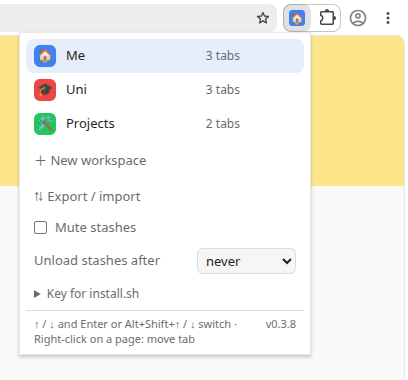 Me 3 tabs
Uni 3 tabs
Projects 2 tabs
+ New workspace
↑↓ Export / import
Mute stashes
Unload stashes after never
▶ Key for install.sh
↑ / ↓ and Enter or Alt+Shift+↑ / ↓ switch · v0.3.8
Right-click on a page: move tab